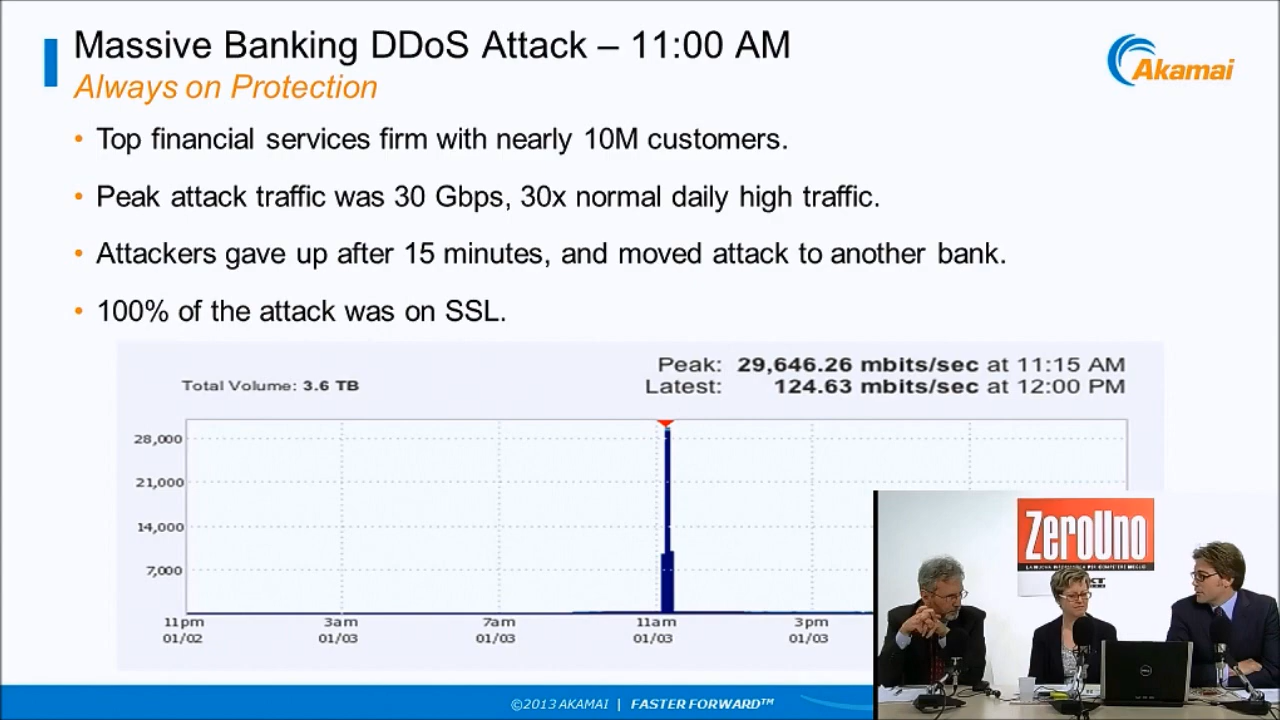 Massive Banking DDoS Attack – 11:00 AM
Always on Protection
Akamai
• Top financial services firm with nearly 10M customers.
• Peak attack traffic was 30 Gbps, 30x normal daily high traffic.
• Attackers gave up after 15 minutes, and moved attack to another bank.
• 100% of the attack was on SSL.
Peak: 29,646.26 mbits/sec at 11:15 AM
Total Volume: 3.6 TB
Latest: 124.63 mbits/sec at 12:00 PM
28,000
21,000
14,000
7,000
11pm 3am 7am 11am 3pm
01/02 01/03 01/03 01/03 01/03
ZeroUno
DELL
©2013 AKAMAI | FASTER FORWARD™